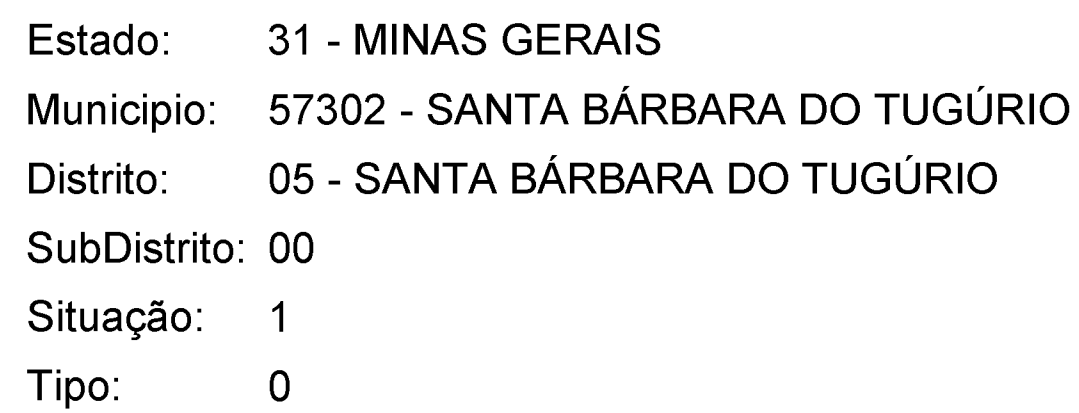 Estado: 31 - MINAS GERAIS
Municipio: 57302 - SANTA BÁRBARA DO TUGÚRIO
Distrito: 05 - SANTA BÁRBARA DO TUGÚRIO
SubDistrito: 00
Situação: 1
Tipo: 0